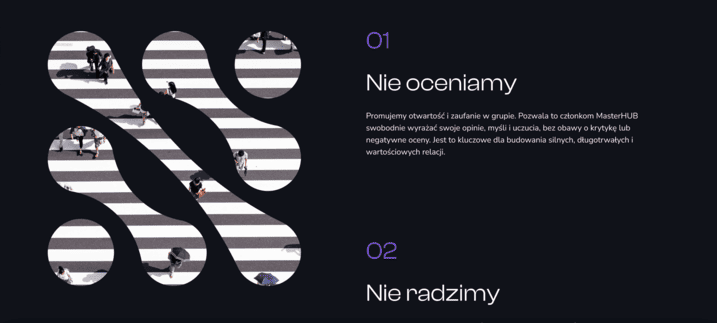 01
Nie oceniamy
Promujemy otwartość i zaufanie w grupie. Pozwala to członkom MasterHUB
swobodnie wyrażać swoje opinie, myśli i uczucia, bez obawy o krytykę lub
negatywne oceny. Jest to kluczowe dla budowania silnych, długotrwałych i
wartościowych relacji.
02
Nie radzimy